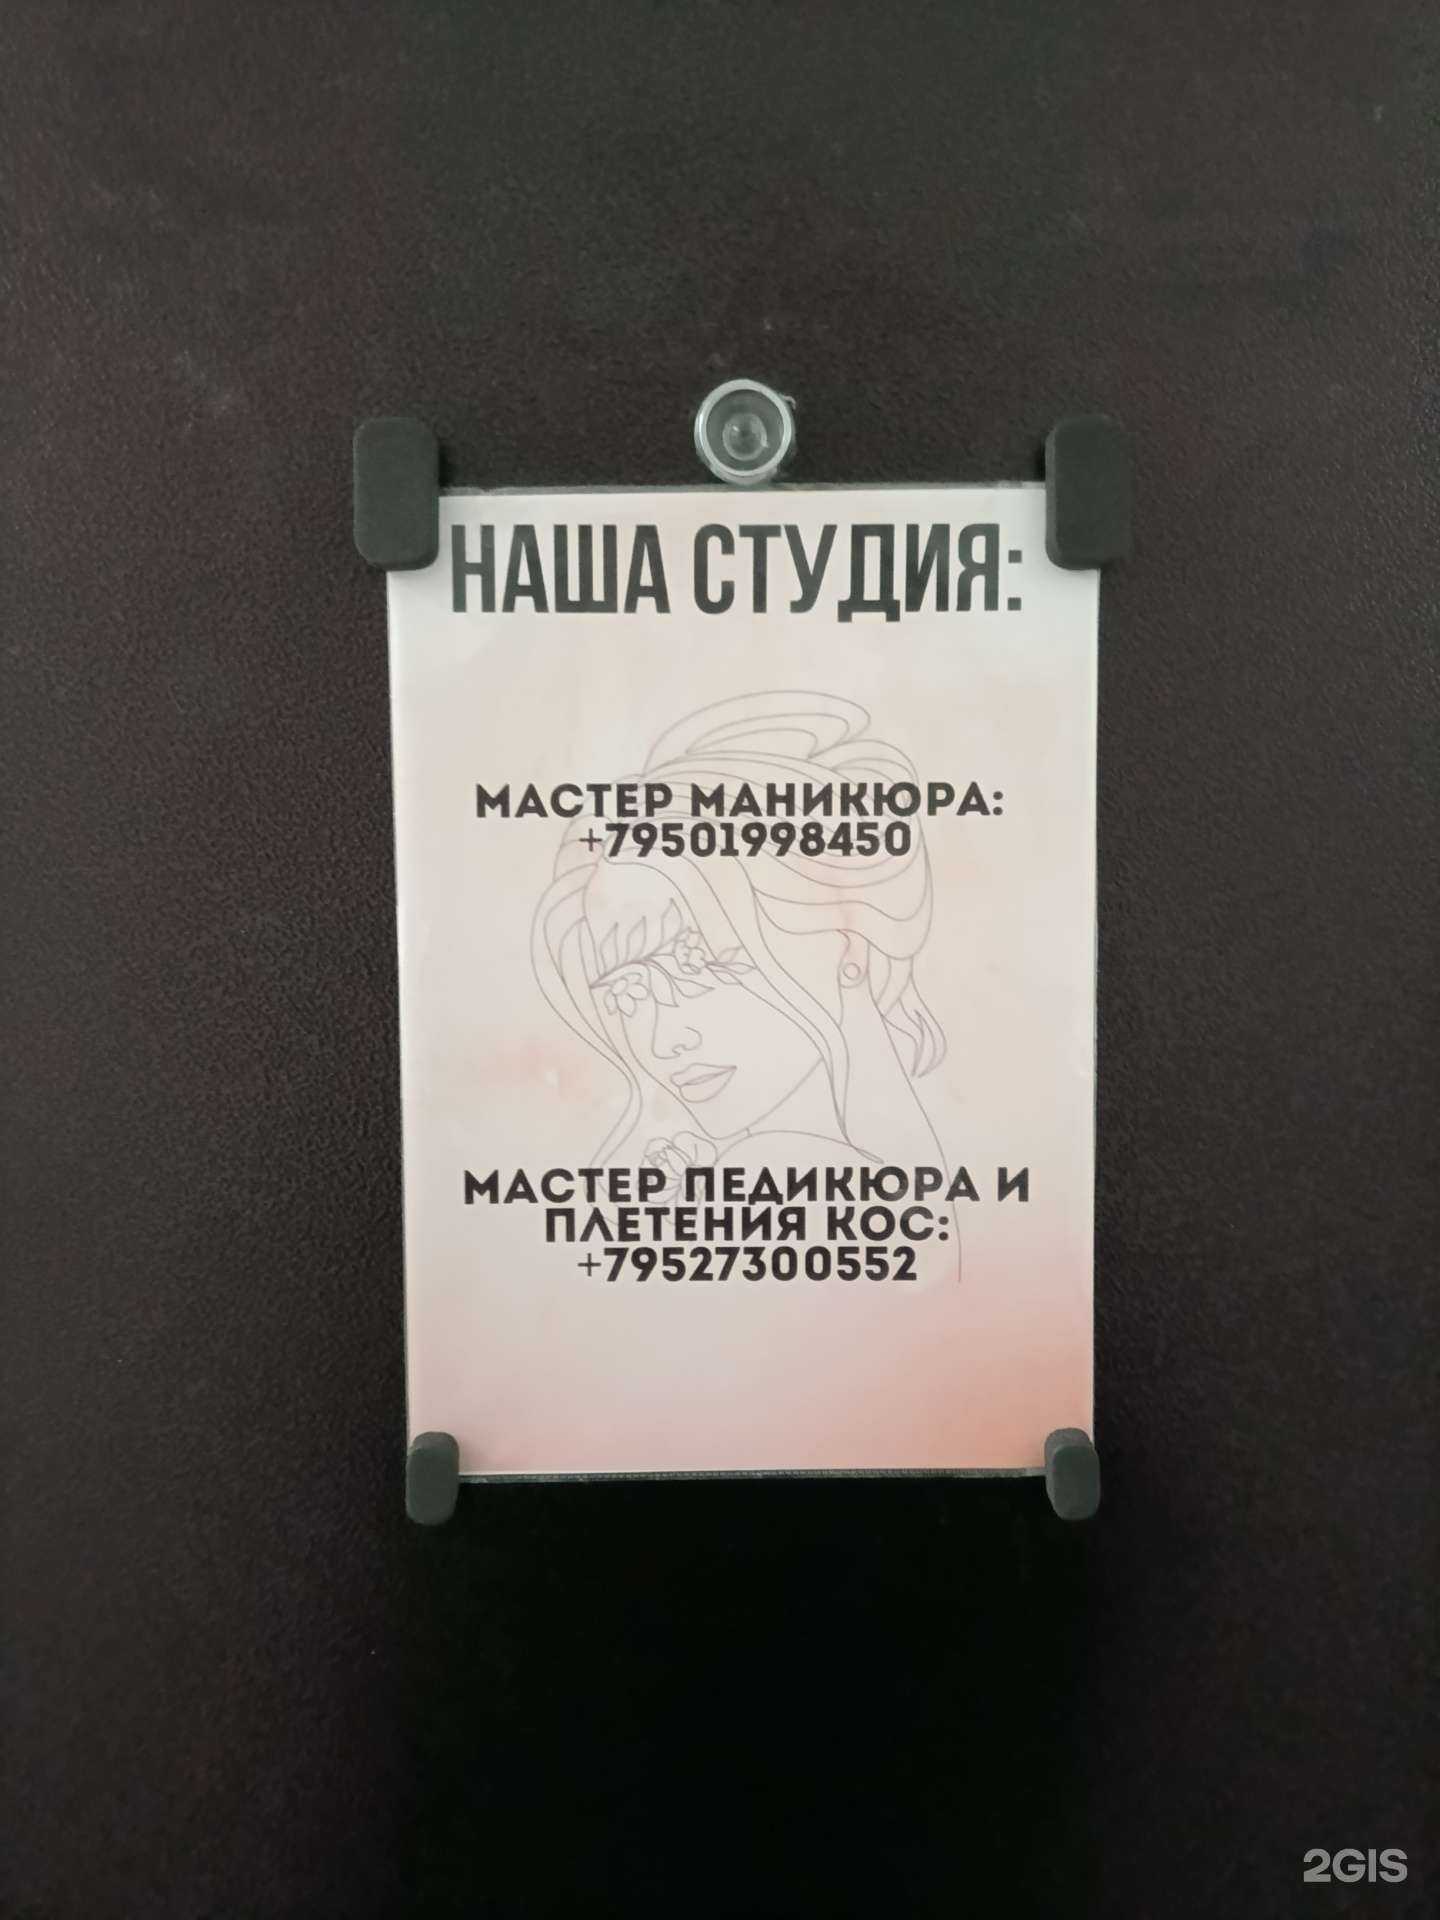 НАША СТУДИЯ:
МАСТЕР МАНИКЮРА:
+79501998450
МАСТЕР ПЕДИКЮРА И
ПЛЕТЕНИЯ КОС:
+79527300552
2GIS